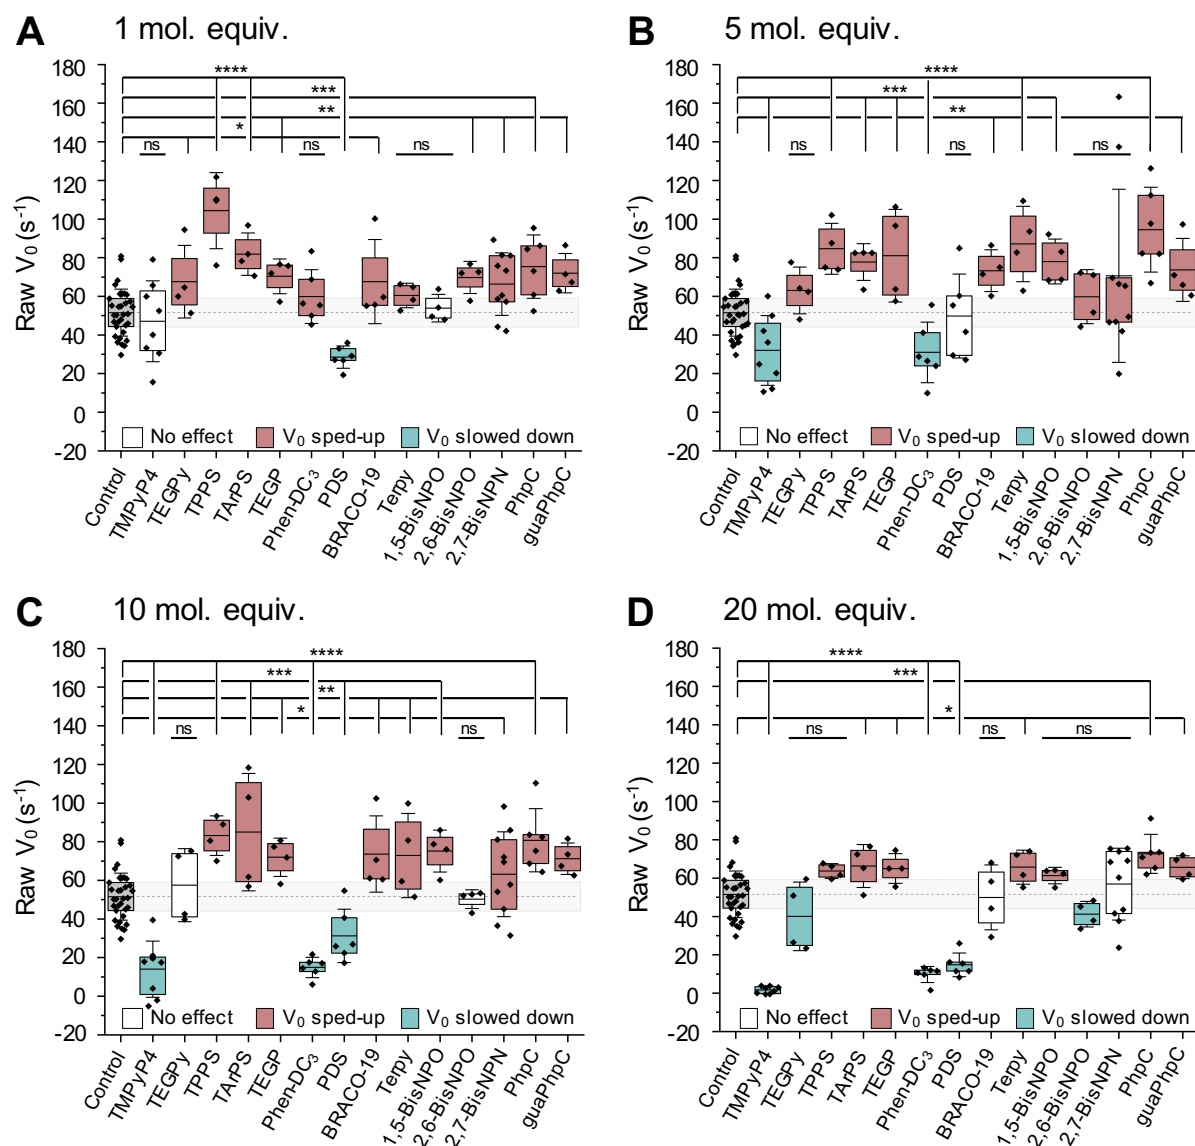 A 1 mol. equiv.
Raw V₀ (s⁻¹)
180
160
140
120
100
80
60
40
20
0
-20
****
***
**
*
ns ns ns
No effect V₀ sped-up V₀ slowed down
Control TMPyP4 TEGPy TPPS TArPS TEGP Phen-DC₃ PDS BRACO-19 Terpy 1,5-BisNPO 2,6-BisNPO 2,7-BisNPN PhpC guaPhpC
B 5 mol. equiv.
Raw V₀ (s⁻¹)
180
160
140
120
100
80
60
40
20
0
-20
****
***
**
ns ns ns
No effect V₀ sped-up V₀ slowed down
Control TMPyP4 TEGPy TPPS TArPS TEGP Phen-DC₃ PDS BRACO-19 Terpy 1,5-BisNPO 2,6-BisNPO 2,7-BisNPN PhpC guaPhpC
C 10 mol. equiv.
Raw V₀ (s⁻¹)
180
160
140
120
100
80
60
40
20
0
-20
****
***
**
*
ns ns
No effect V₀ sped-up V₀ slowed down
Control TMPyP4 TEGPy TPPS TArPS TEGP Phen-DC₃ PDS BRACO-19 Terpy 1,5-BisNPO 2,6-BisNPO 2,7-BisNPN PhpC guaPhpC
D 20 mol. equiv.
Raw V₀ (s⁻¹)
180
160
140
120
100
80
60
40
20
0
-20
****
***
*
ns ns ns
No effect V₀ sped-up V₀ slowed down
Control TMPyP4 TEGPy TPPS TArPS TEGP Phen-DC₃ PDS BRACO-19 Terpy 1,5-BisNPO 2,6-BisNPO 2,7-BisNPN PhpC guaPhpC